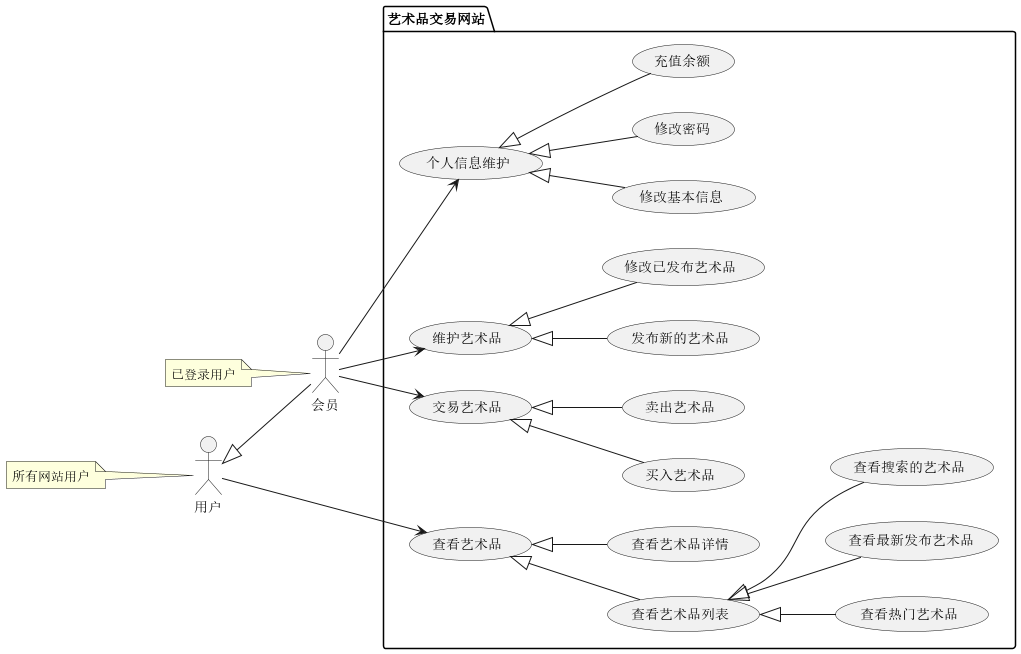 艺术品交易网站
充值余额
修改密码
个人信息维护
修改基本信息
修改已发布艺术品
维护艺术品
发布新的艺术品
已登录用户
会员
交易艺术品
卖出艺术品
买入艺术品
查看搜索的艺术品
所有网站用户
用户
查看艺术品
查看艺术品详情
查看最新发布艺术品
查看艺术品列表
查看热门艺术品